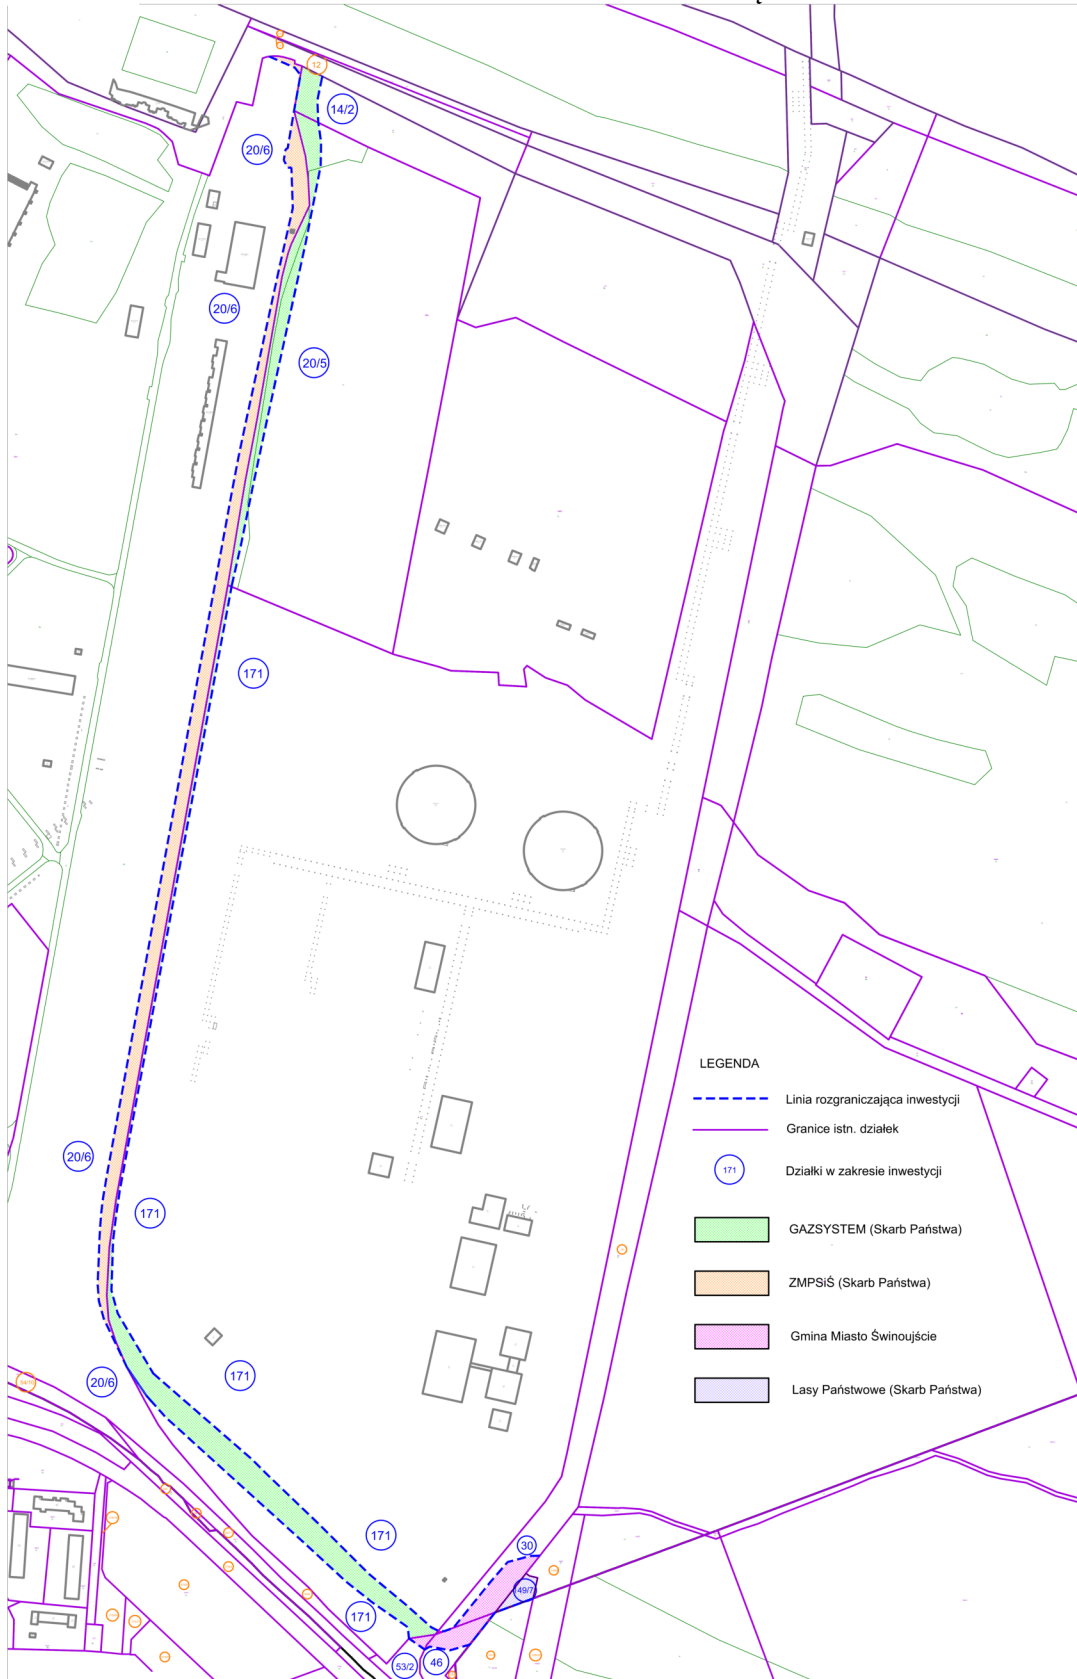 12
14/2
20/6
20/6
20/5
171
LEGENDA
Linia rozgraniczająca inwestycji
Granice istn. działek
171
Działki w zakresie inwestycji
20/6
171
GAZSYSTEM (Skarb Państwa)
ZMPSiŚ (Skarb Państwa)
Gmina Miasto Świnoujście
171
20/6
Lasy Państwowe (Skarb Państwa)
171
30
49/7
171
53/2
46